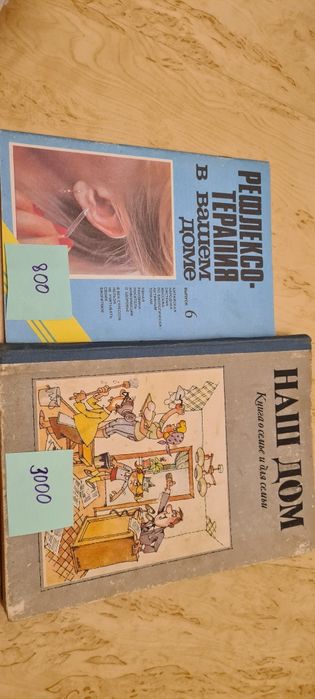 РЕФЛЕКСО-
ТЕРАПИЯ
в вашем
доме
выпуск 6
800
НАШ ДОМ
Книга о семье и для семьи
3000